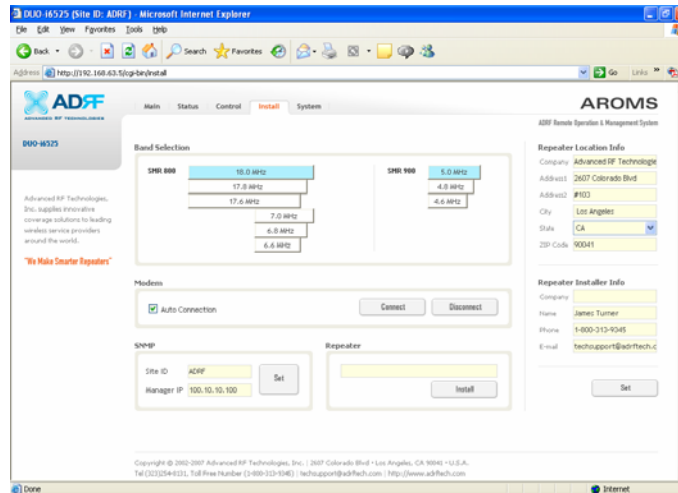 DUO-i6525 (Site ID: ADRF) - Microsoft Internet Explorer
File Edit View Favorites Tools Help
Back Search Favorites
Address http://192.168.63.5/cgi-bin/install Go Links
ADRF
ADVANCED RF TECHNOLOGIES
Main Status Control Install System
AROMS
ADRF Remote Operation & Management System
DUO-i6525
Advanced RF Technologies,
Inc. supplies innovative
coverage solutions to leading
wireless service providers
around the world.
"We Make Smarter Repeaters"
Band Selection
SMR 800
18.0 MHz
17.8 MHz
17.6 MHz
7.0 MHz
6.8 MHz
6.6 MHz
SMR 900
5.0 MHz
4.8 MHz
4.6 MHz
Modem
Auto Connection
Connect Disconnect
SNMP
Site ID ADRF
Manager IP 100.10.10.100
Set
Repeater
Install
Repeater Location Info
Company Advanced RF Technologie
Address1 2607 Colorado Blvd
Address2 #103
City Los Angeles
State CA
ZIP Code 90041
Repeater Installer Info
Company
Name James Turner
Phone 1-800-313-9345
E-mail techsupport@adrftech.c
Set
Copyright @ 2002-2007 Advanced RF Technologies, Inc. | 2607 Colorado Blvd • Los Angeles, CA 90041 • U.S.A.
Tel (323)254-8131, Toll Free Number (1-800-313-9345) | techsupport@adrftech.com | http://www.adrftech.com
Done Internet